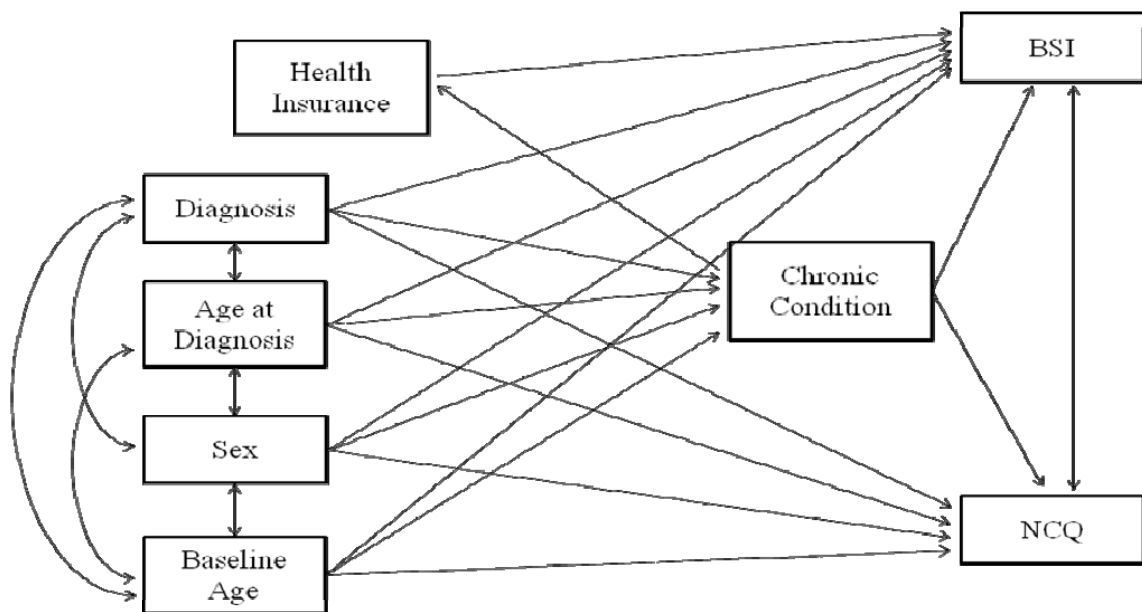 Health
Insurance
BSI
Diagnosis
Age at
Diagnosis
Chronic
Condition
Sex
Baseline
Age
NCQ